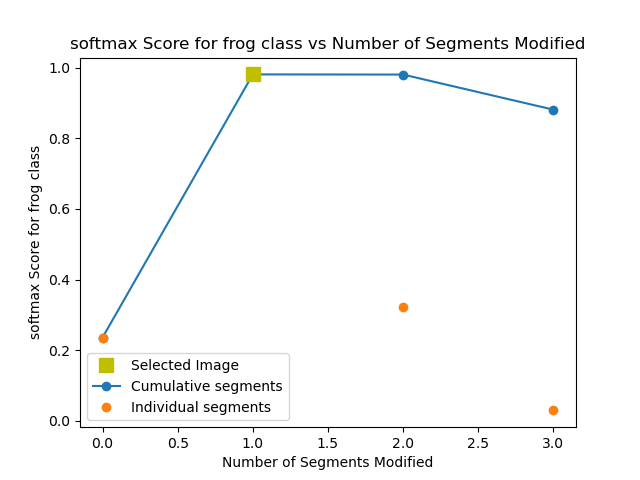 softmax Score for frog class vs Number of Segments Modified
softmax Score for frog class
1.0
0.8
0.6
0.4
0.2
0.0
Selected Image
Cumulative segments
Individual segments
0.0 0.5 1.0 1.5 2.0 2.5 3.0
Number of Segments Modified